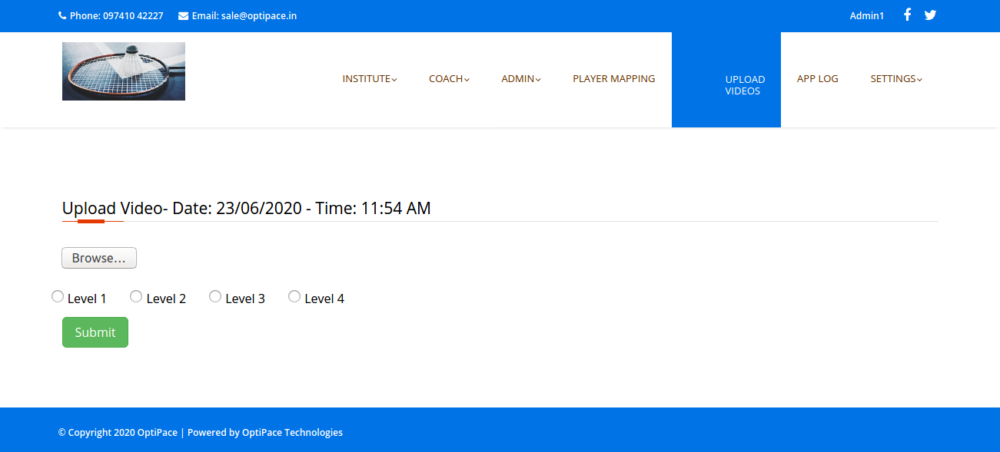 Phone: 097410 42227 Email: sale@optipace.in Admin1
INSTITUTE COACH ADMIN PLAYER MAPPING UPLOAD VIDEOS APP LOG SETTINGS
Upload Video- Date: 23/06/2020 - Time: 11:54 AM
Browse...
Level 1 Level 2 Level 3 Level 4
Submit
© Copyright 2020 OptiPace | Powered by OptiPace Technologies